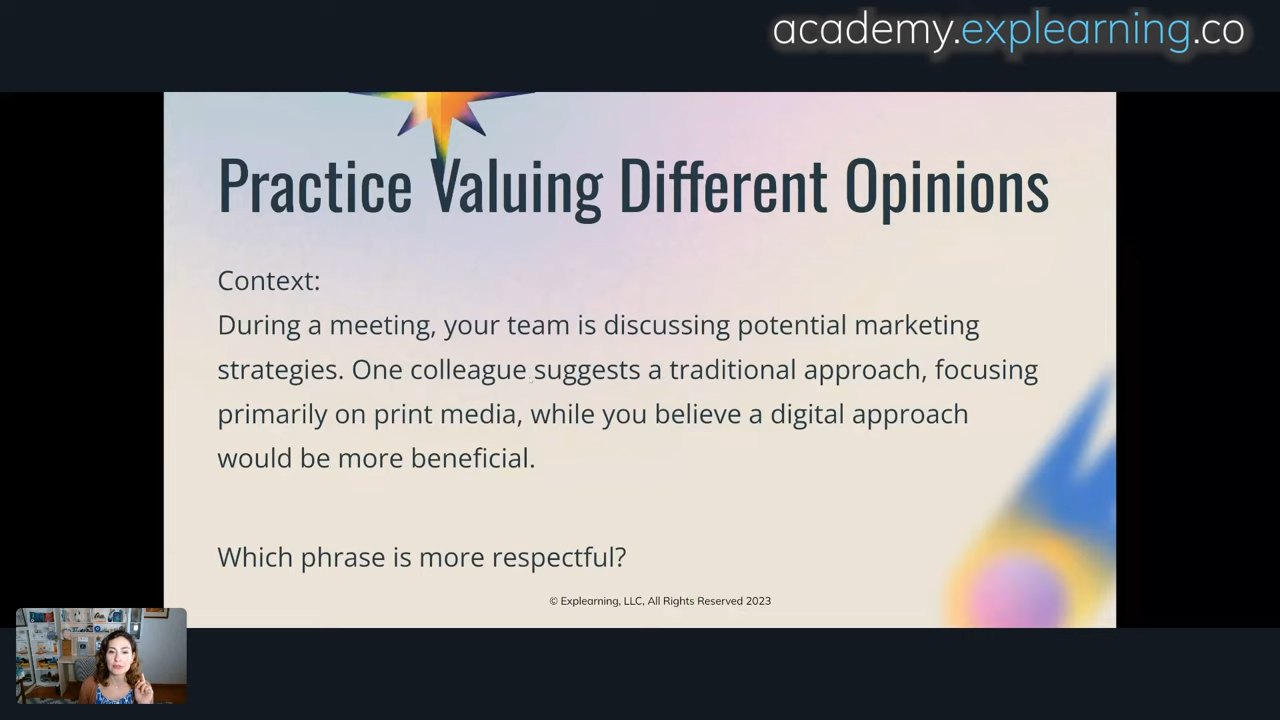 academy.explearning.co
Practice Valuing Different Opinions
Context:
During a meeting, your team is discussing potential marketing
strategies. One colleague suggests a traditional approach, focusing
primarily on print media, while you believe a digital approach
would be more beneficial.
Which phrase is more respectful?
© Explearning, LLC, All Rights Reserved 2023